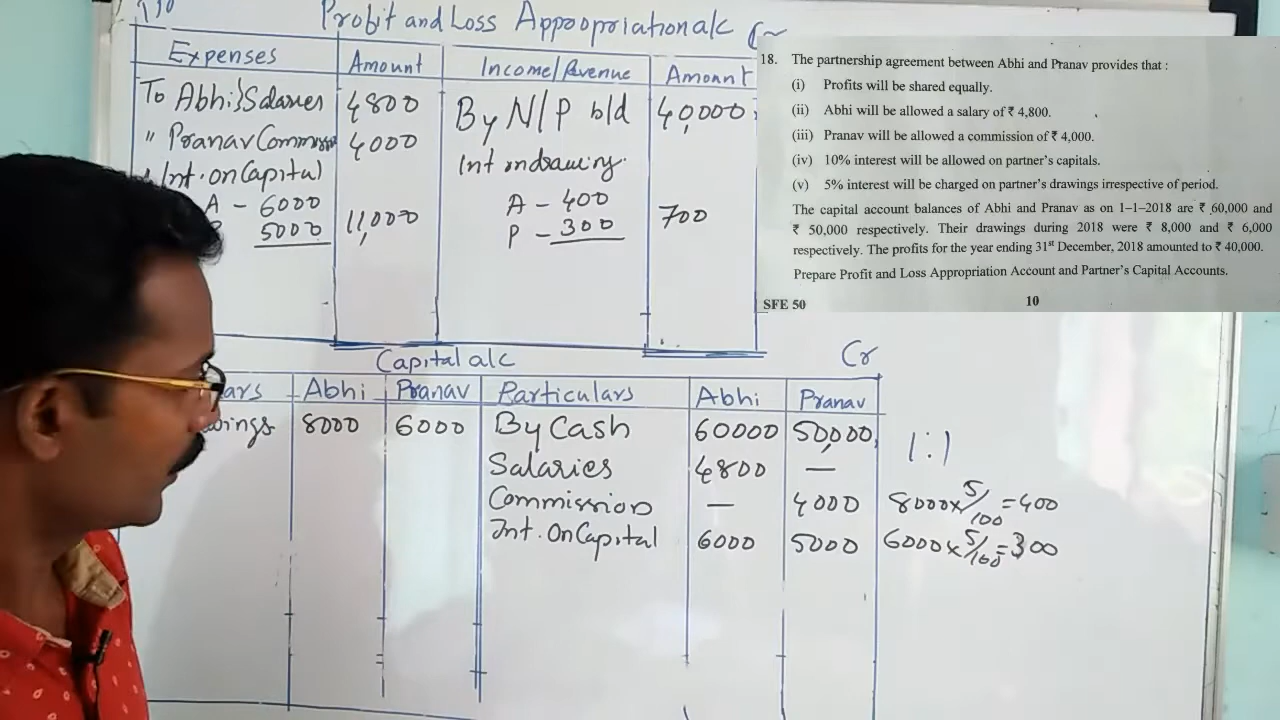 Profit and Loss Appropriation a/c Cr
Expenses Amount Income/Revenue Amount
To Abhi's Salaries 4800 By N/P b/d 40,000
" Pranav Commission 4000 Int on drawing
Int. on Capital
A - 6000 A - 400
5000 11,000 P - 300 700
18. The partnership agreement between Abhi and Pranav provides that :
(i) Profits will be shared equally.
(ii) Abhi will be allowed a salary of ₹ 4,800.
(iii) Pranav will be allowed a commission of ₹ 4,000.
(iv) 10% interest will be allowed on partner's capitals.
(v) 5% interest will be charged on partner's drawings irrespective of period.
The capital account balances of Abhi and Pranav as on 1–1–2018 are ₹ 60,000 and
₹ 50,000 respectively. Their drawings during 2018 were ₹ 8,000 and ₹ 6,000
respectively. The profits for the year ending 31st December, 2018 amounted to ₹ 40,000.
Prepare Profit and Loss Appropriation Account and Partner's Capital Accounts.
SFE 50 10
Capital a/c Cr
ars Abhi Pranav Particulars Abhi Pranav
wings 8000 6000 By Cash 60000 50,000 1:1
Salaries 4800 —
Commission — 4000 8000x5/100=400
Int. On Capital 6000 5000 6000x5/100=300